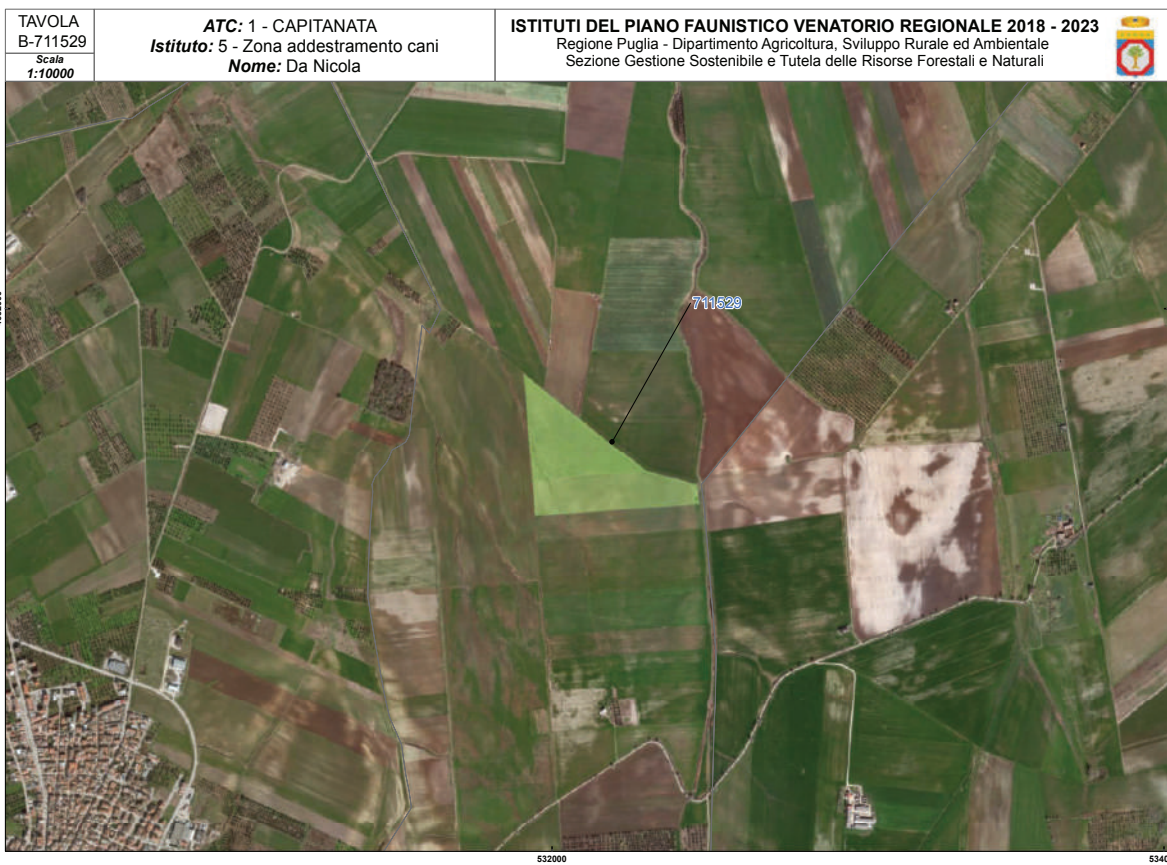 TAVOLA
B-711529
Scala
1:10000
ATC: 1 - CAPITANATA
Istituto: 5 - Zona addestramento cani
Nome: Da Nicola
ISTITUTI DEL PIANO FAUNISTICO VENATORIO REGIONALE 2018 - 2023
Regione Puglia - Dipartimento Agricoltura, Sviluppo Rurale ed Ambientale
Sezione Gestione Sostenibile e Tutela delle Risorse Forestali e Naturali
711529
532000